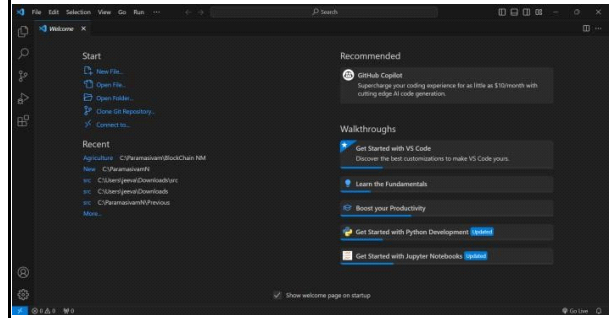 File Edit Selection View Go Run ··· Search
Welcome
Start
New File...
Open File...
Open Folder...
Clone Git Repository...
Connect to...
Recent
Agriculture C:\Paramasivam\BlockChain NM
New C:\ParamasivamN
src C:\Users\jeeva\Downloads\src
src C:\Users\jeeva\Downloads
src C:\ParamasivamN\Previous
More...
Recommended
GitHub Copilot
Supercharge your coding experience for as little as $10/month with
cutting edge AI code generation.
Walkthroughs
Get Started with VS Code
Discover the best customizations to make VS Code yours.
Learn the Fundamentals
Boost your Productivity
Get Started with Python Development Updated
Get Started with Jupyter Notebooks Updated
Show welcome page on startup
0 0 0 Go Live